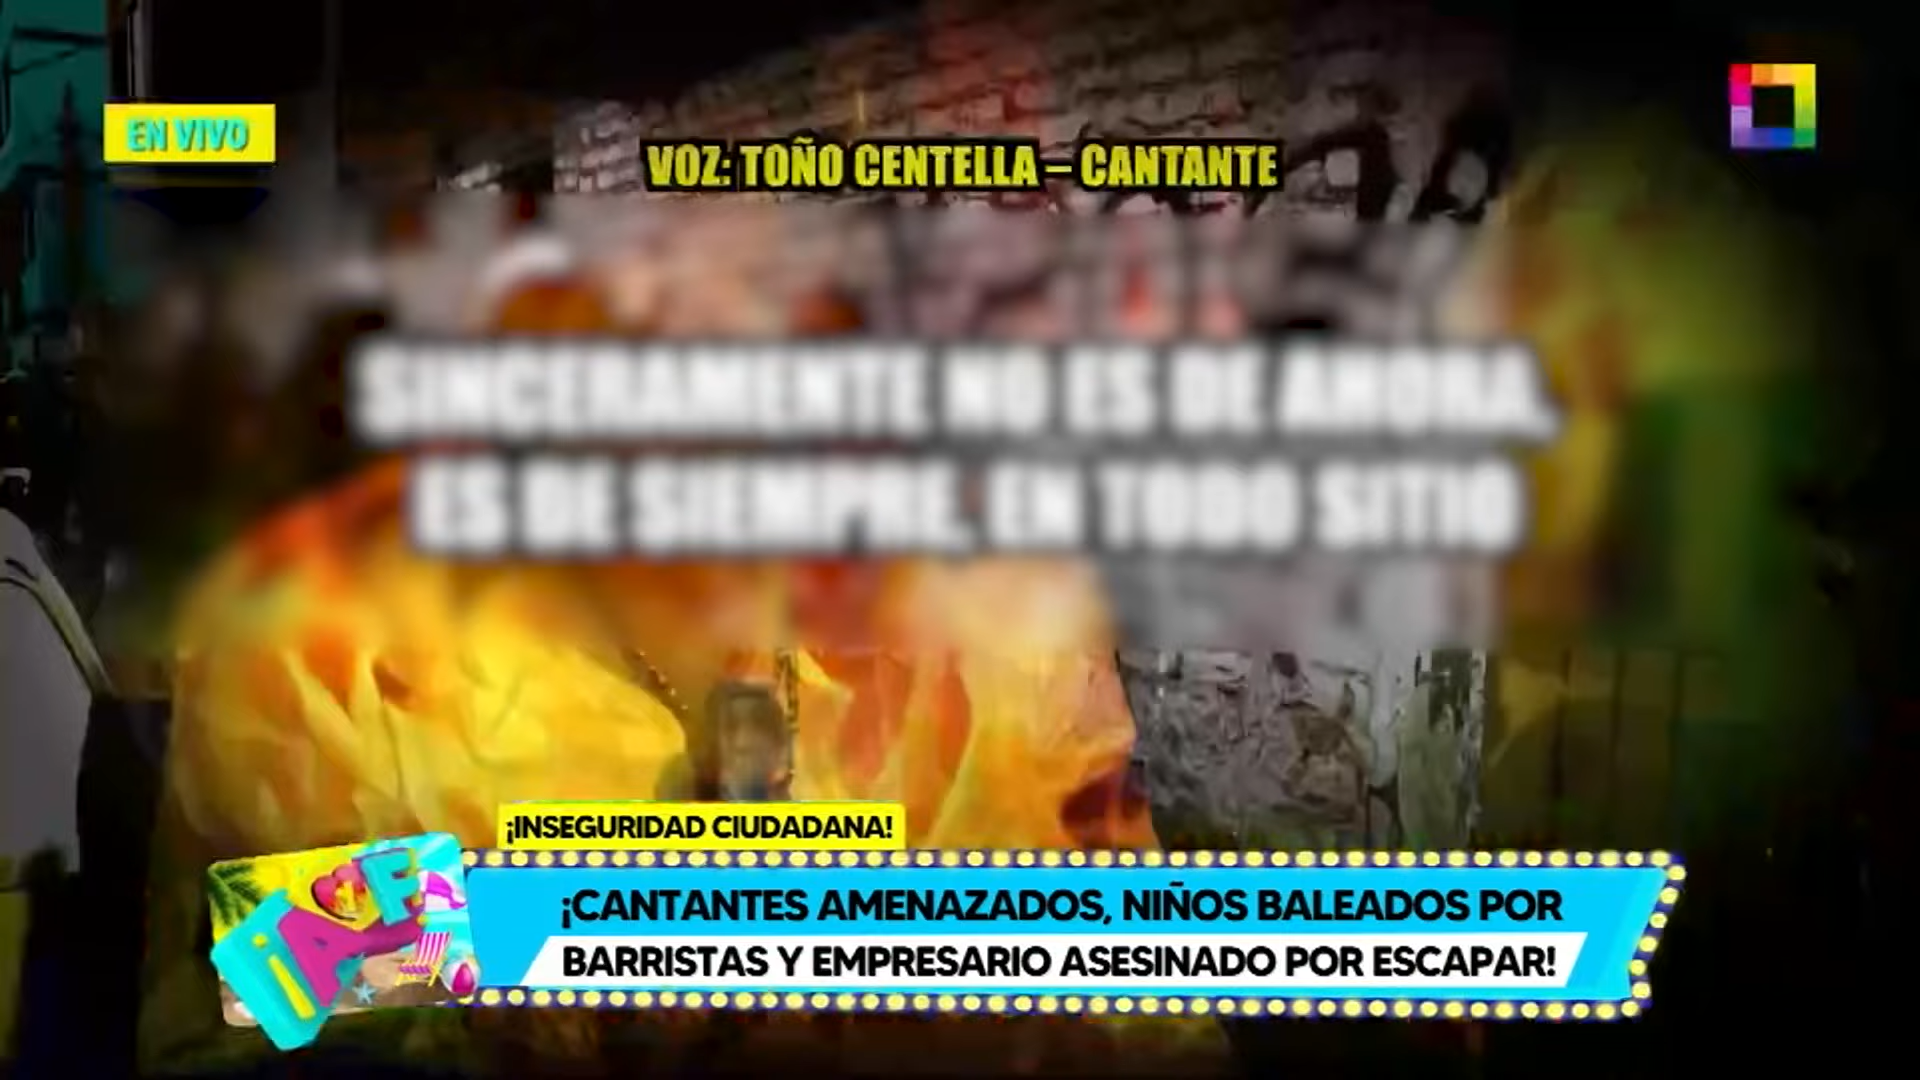 EN VIVO
VOZ: TOÑO CENTELLA – CANTANTE
SINCERAMENTE NO ES DE AHORA,
ES DE SIEMPRE, EN TODO SITIO
¡INSEGURIDAD CIUDADANA!
¡CANTANTES AMENAZADOS, NIÑOS BALEADOS POR
BARRISTAS Y EMPRESARIO ASESINADO POR ESCAPAR!